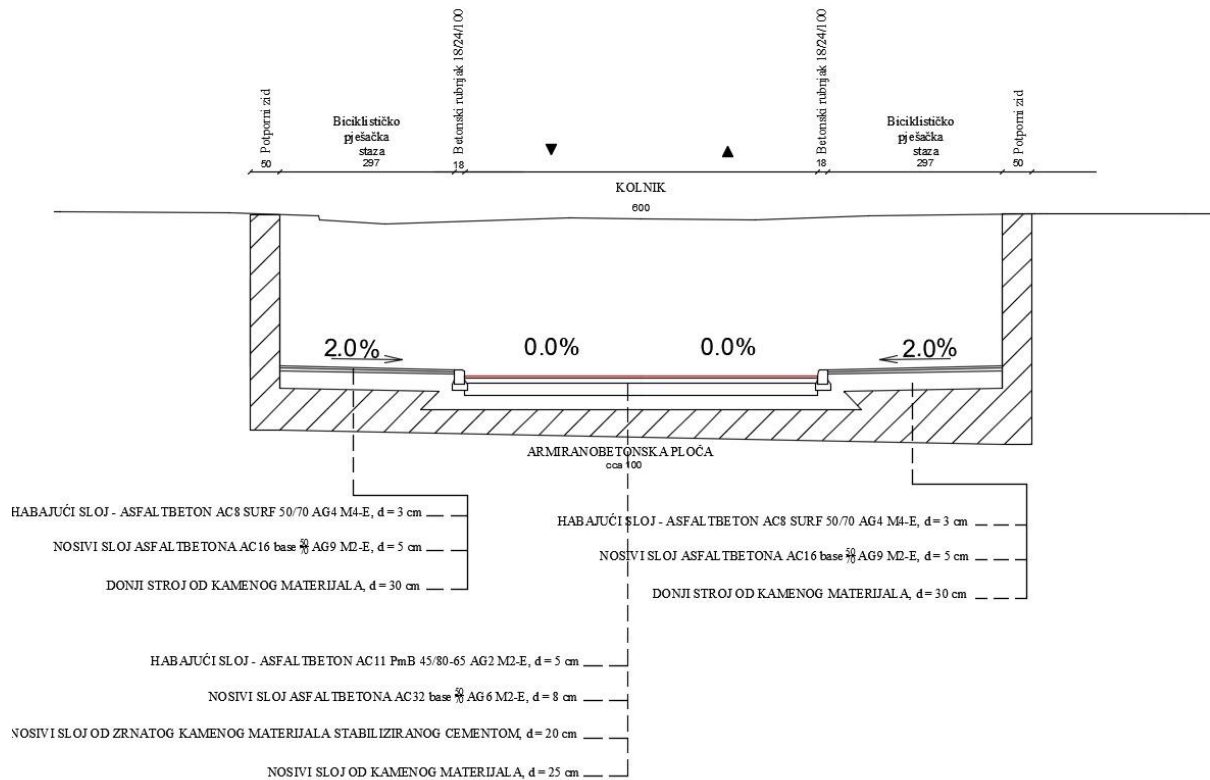 Potporni zid
50
Biciklističko
pješačka
staza
297
Betonski rubnjak 18/24/100
18
▼
▲
Betonski rubnjak 18/24/100
18
Biciklističko
pješačka
staza
297
Potporni zid
50
KOLNIK
600
2.0%
0.0%
0.0%
2.0%
ARMIRANOBETONSKA PLOČA
cca 100
HABAJUĆI SLOJ - ASFALTBETON AC8 SURF 50/70 AG4 M4-E, d = 3 cm
NOSIVI SLOJ ASFALTBETONA AC16 base 50/70 AG9 M2-E, d = 5 cm
DONJI STROJ OD KAMENOG MATERIJALA, d = 30 cm
HABAJUĆI SLOJ - ASFALTBETON AC8 SURF 50/70 AG4 M4-E, d = 3 cm
NOSIVI SLOJ ASFALTBETONA AC16 base 50/70 AG9 M2-E, d = 5 cm
DONJI STROJ OD KAMENOG MATERIJALA, d = 30 cm
HABAJUĆI SLOJ - ASFALTBETON AC11 PmB 45/80-65 AG2 M2-E, d = 5 cm
NOSIVI SLOJ ASFALTBETONA AC32 base 50/70 AG6 M2-E, d = 8 cm
NOSIVI SLOJ OD ZRNATOG KAMENOG MATERIJALA STABILIZIRANOG CEMENTOM, d = 20 cm
NOSIVI SLOJ OD KAMENOG MATERIJALA, d = 25 cm